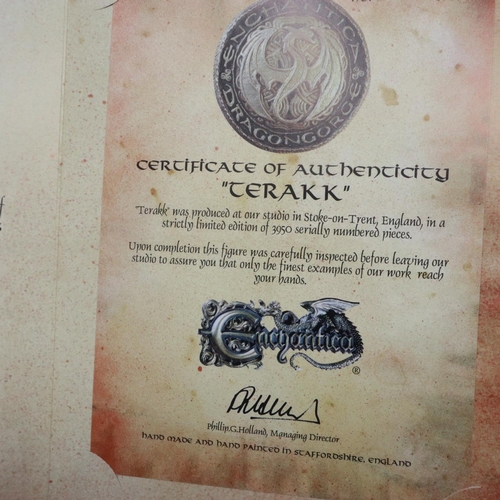 ENCHANTICA
DRAGONGORGE
CERTIFICATE OF AUTHENTICITY
"TERAKK"
'Terakk' was produced at our studio in Stoke-on-Trent, England, in a
strictly limited edition of 3950 serially numbered pieces.
Upon completion this figure was carefully inspected before leaving our
studio to assure you that only the finest examples of our work reach
your hands.
Enchantica
®
Phillip.G.Holland, Managing Director
HAND MADE AND HAND PAINTED IN STAFFORDSHIRE, ENGLAND